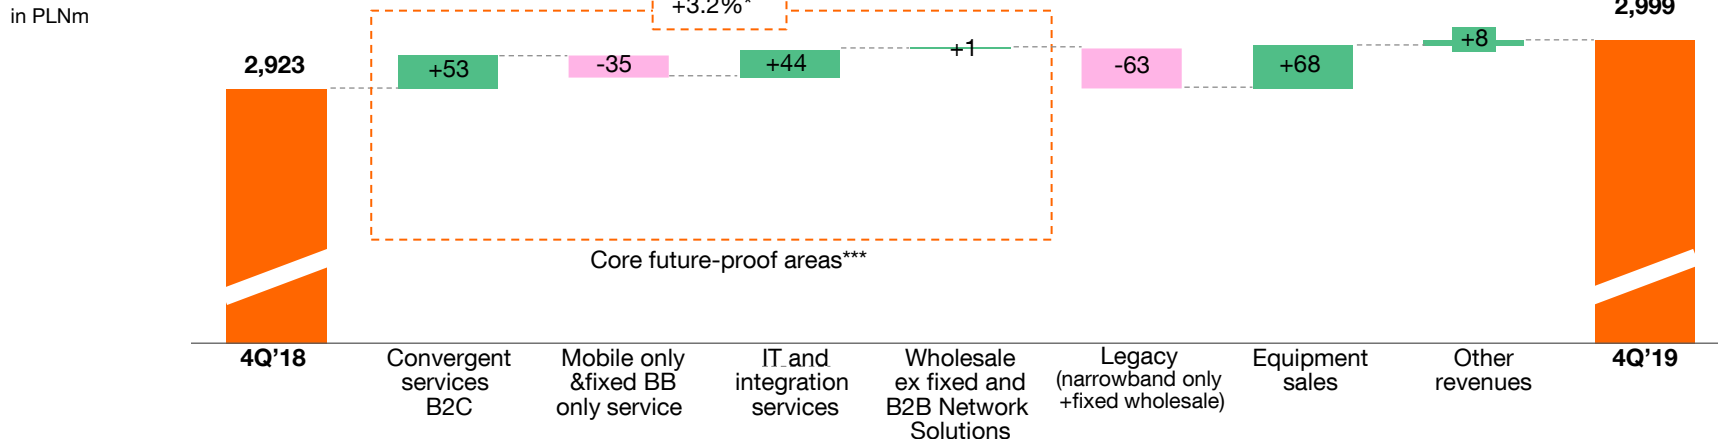 in PLNm
+3.2%*
2,999
2,923
+53
-35
+44
+1
-63
+68
+8
Core future-proof areas***
4Q’18
Convergent
services
B2C
Mobile only
&fixed BB
only service
IT and
integration
services
Wholesale
ex fixed and
B2B Network
Solutions
Legacy
(narrowband only
+fixed wholesale)
Equipment
sales
Other
revenues
4Q’19